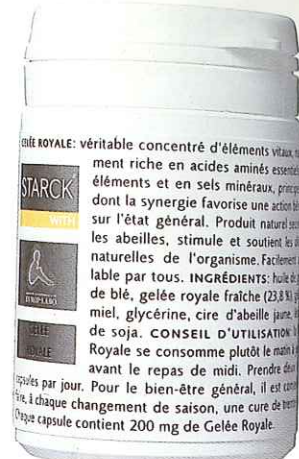 GELÉE ROYALE: véritable concentré d'éléments vitaux,
ment riche en acides aminés essentiels
éléments et en sels minéraux,
dont la synergie favorise une action
sur l'état général. Produit naturel
les abeilles, stimule et soutient les
naturelles de l'organisme. Facilement
lable par tous. INGRÉDIENTS: huile de
de blé, gelée royale fraîche (23,8 %),
miel, glycérine, cire d'abeille jaune,
de soja. CONSEIL D'UTILISATION:
Royale se consomme plutôt le matin
avant le repas de midi. Prendre
capsules par jour. Pour le bien-être général, il est
à chaque changement de saison, une cure de
Chaque capsule contient 200 mg de Gelée Royale.
STARCK
WITH
GELÉE
ROYALE